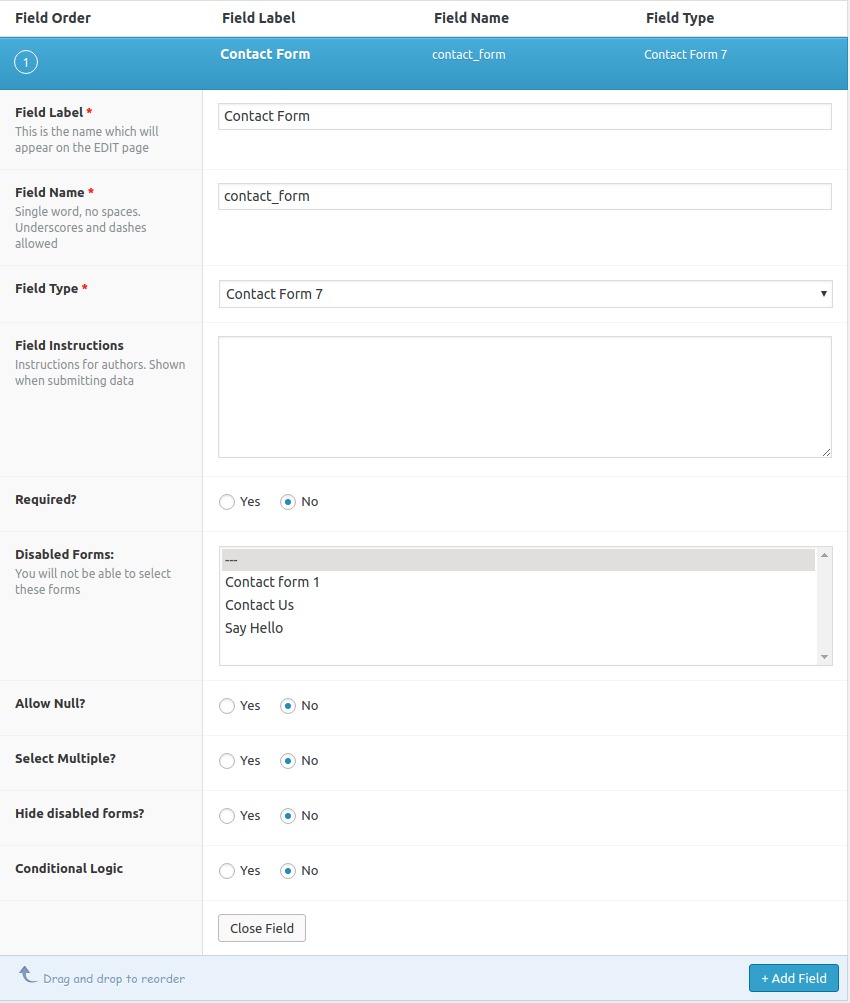 Field Order Field Label Field Name Field Type
1 Contact Form contact_form Contact Form 7
Field Label *
This is the name which will
appear on the EDIT page
Contact Form
Field Name *
Single word, no spaces.
Underscores and dashes
allowed
contact_form
Field Type *
Contact Form 7
Field Instructions
Instructions for authors. Shown
when submitting data
Required?
Yes No
Disabled Forms:
You will not be able to select
these forms
---
Contact form 1
Contact Us
Say Hello
Allow Null?
Yes No
Select Multiple?
Yes No
Hide disabled forms?
Yes No
Conditional Logic
Yes No
Close Field
Drag and drop to reorder
+ Add Field